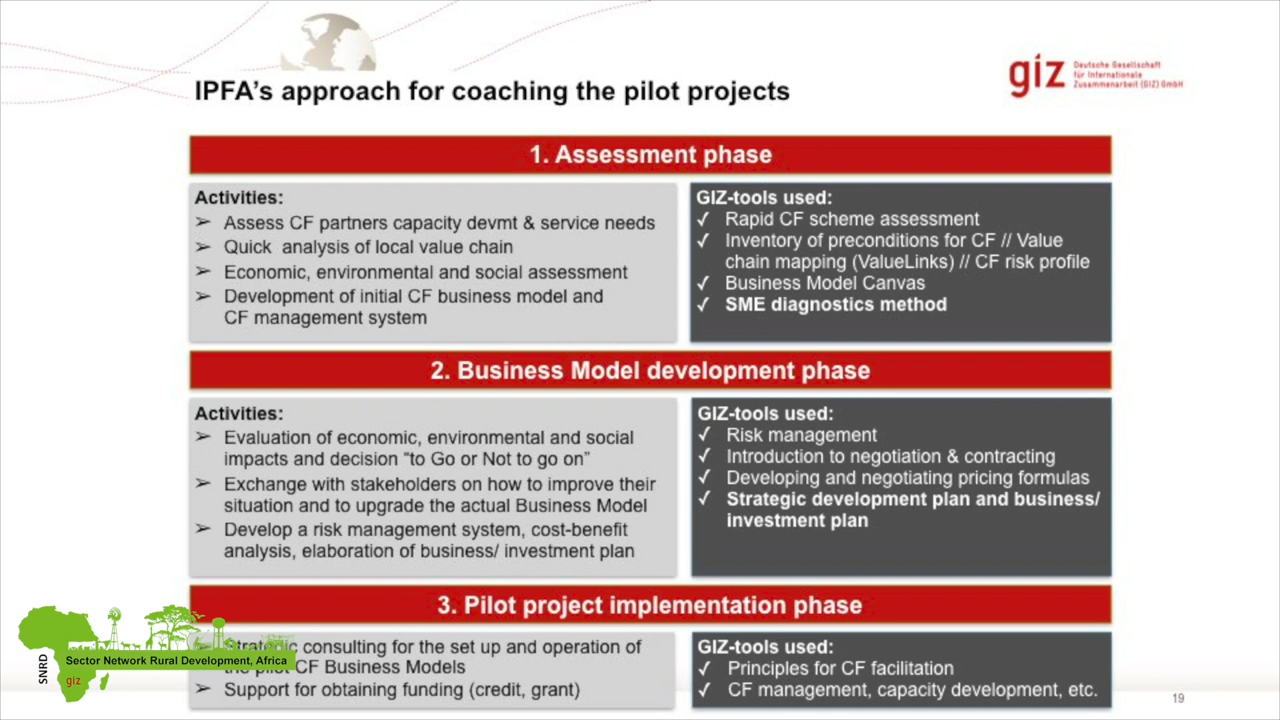 IPFA's approach for coaching the pilot projects
giz Deutsche Gesellschaft
für Internationale
Zusammenarbeit (GIZ) GmbH
1. Assessment phase
Activities:
➢ Assess CF partners capacity devmt & service needs
➢ Quick analysis of local value chain
➢ Economic, environmental and social assessment
➢ Development of initial CF business model and
CF management system
GIZ-tools used:
✓ Rapid CF scheme assessment
✓ Inventory of preconditions for CF // Value
chain mapping (ValueLinks) // CF risk profile
✓ Business Model Canvas
✓ SME diagnostics method
2. Business Model development phase
Activities:
➢ Evaluation of economic, environmental and social
impacts and decision "to Go or Not to go on"
➢ Exchange with stakeholders on how to improve their
situation and to upgrade the actual Business Model
➢ Develop a risk management system, cost-benefit
analysis, elaboration of business/ investment plan
GIZ-tools used:
✓ Risk management
✓ Introduction to negotiation & contracting
✓ Developing and negotiating pricing formulas
✓ Strategic development plan and business/
investment plan
3. Pilot project implementation phase
➢ Strategic consulting for the set up and operation of
the pilot CF Business Models
➢ Support for obtaining funding (credit, grant)
GIZ-tools used:
✓ Principles for CF facilitation
✓ CF management, capacity development, etc.
SNRD
Sector Network Rural Development, Africa
giz
19